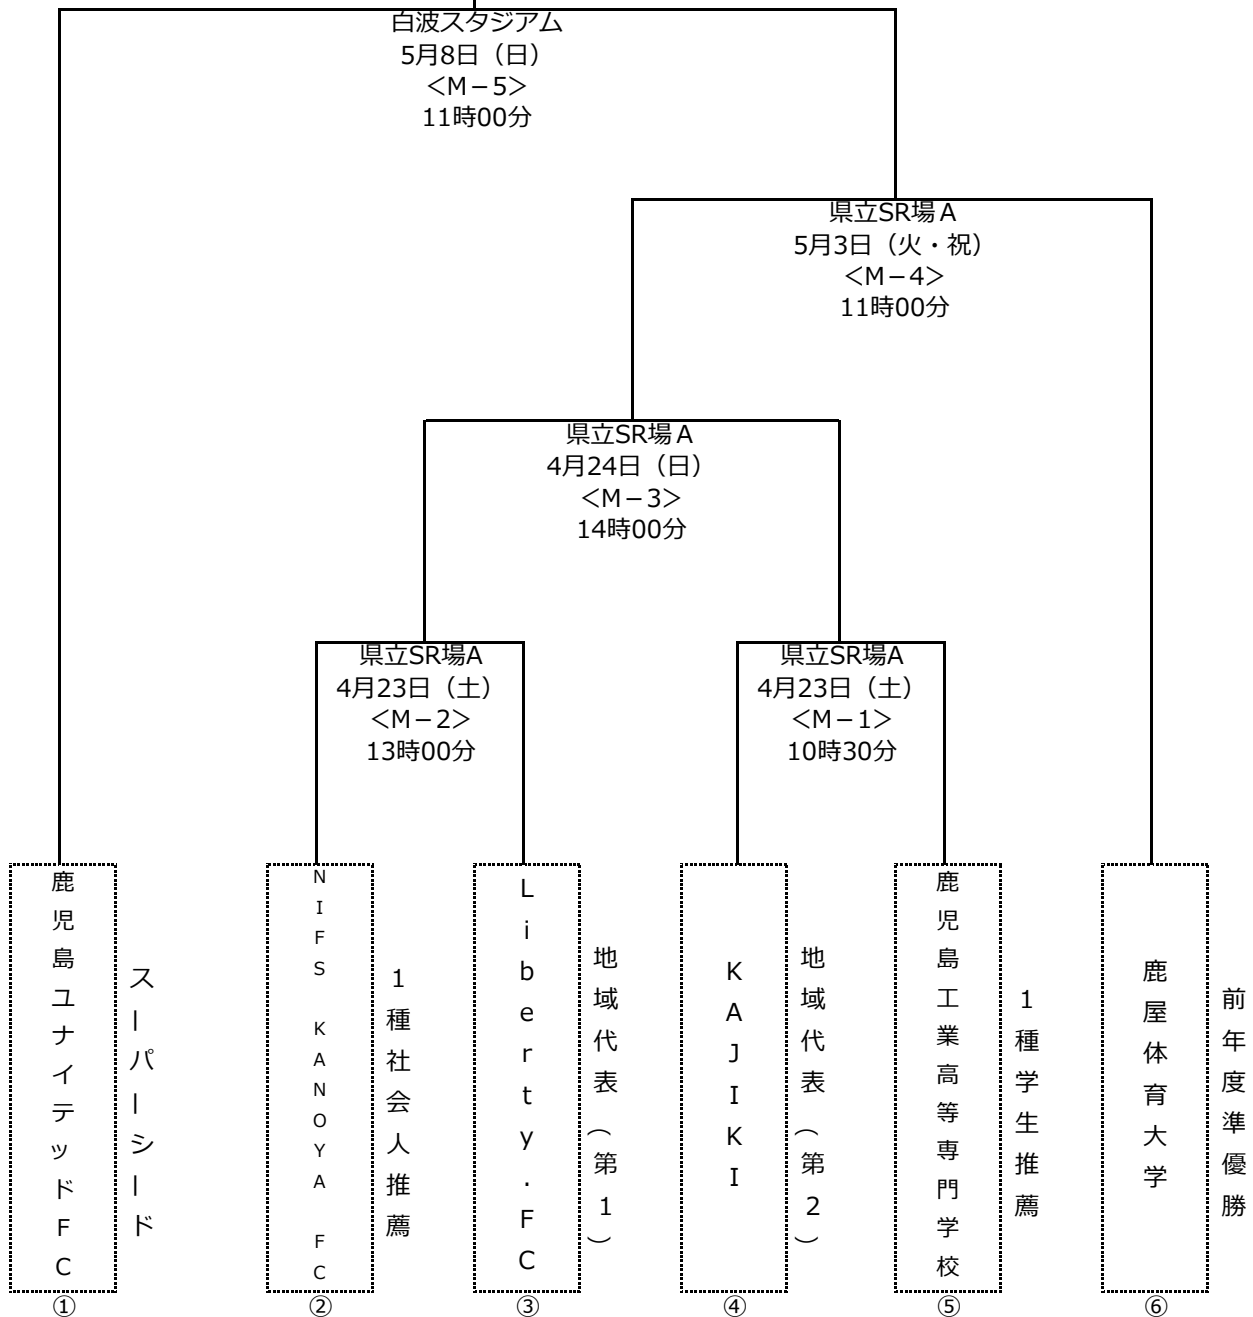 白波スタジアム
5月8日（日）
＜M－5＞
11時00分
県立SR場A
5月3日（火・祝）
＜M－4＞
11時00分
県立SR場A
4月24日（日）
＜M－3＞
14時00分
県立SR場A
4月23日（土）
＜M－2＞
13時00分
県立SR場A
4月23日（土）
＜M－1＞
10時30分
鹿児島ユナイテッドFC
スーパーシード
①
NIFS KANOYA FC
1種社会人推薦
②
Liberty.FC
地域代表（第1）
③
KAJIKI
地域代表（第2）
④
鹿児島工業高等専門学校
1種学生推薦
⑤
鹿屋体育大学
前年度準優勝
⑥